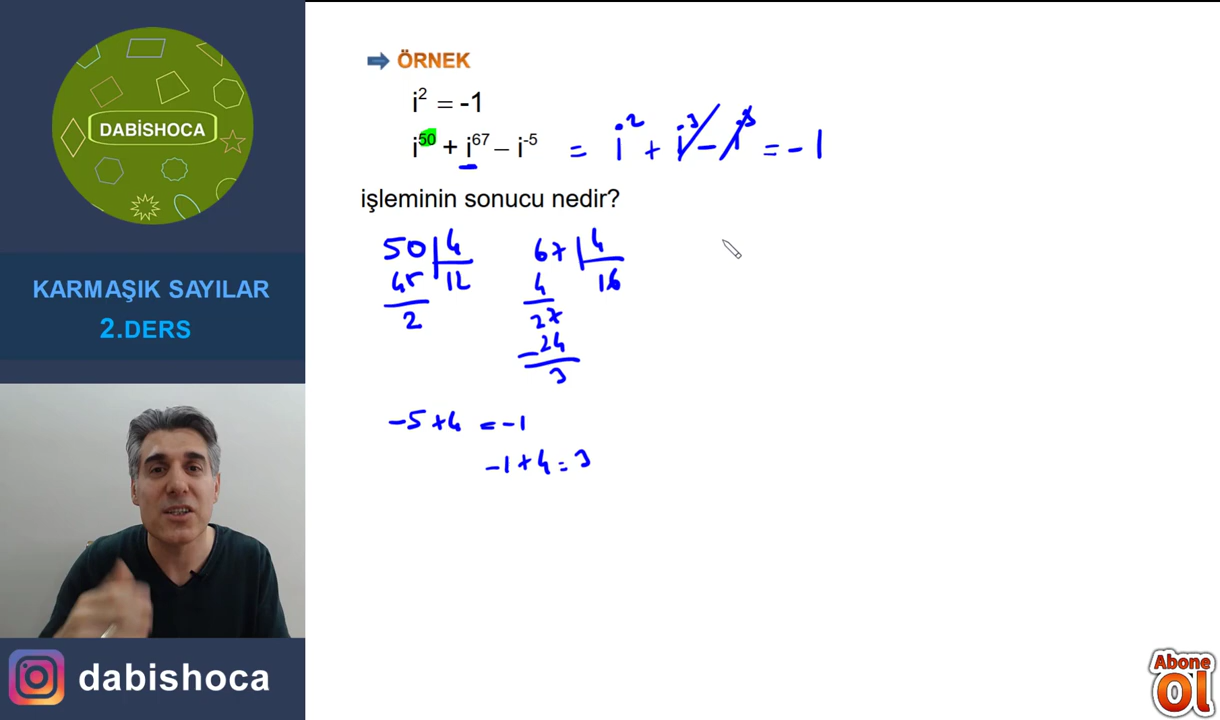 DABİSHOCA
KARMAŞIK SAYILAR
2.DERS
dabishoca
ÖRNEK
i² = -1
i⁵⁰ + i⁶⁷ – i⁻⁵ = i² + i³ – i³ = -1
işleminin sonucu nedir?
50 | 4 67 | 4
48 12 4 16
2 27
-24
3
-5+4 = -1
-1+4=3
Abone
Ol